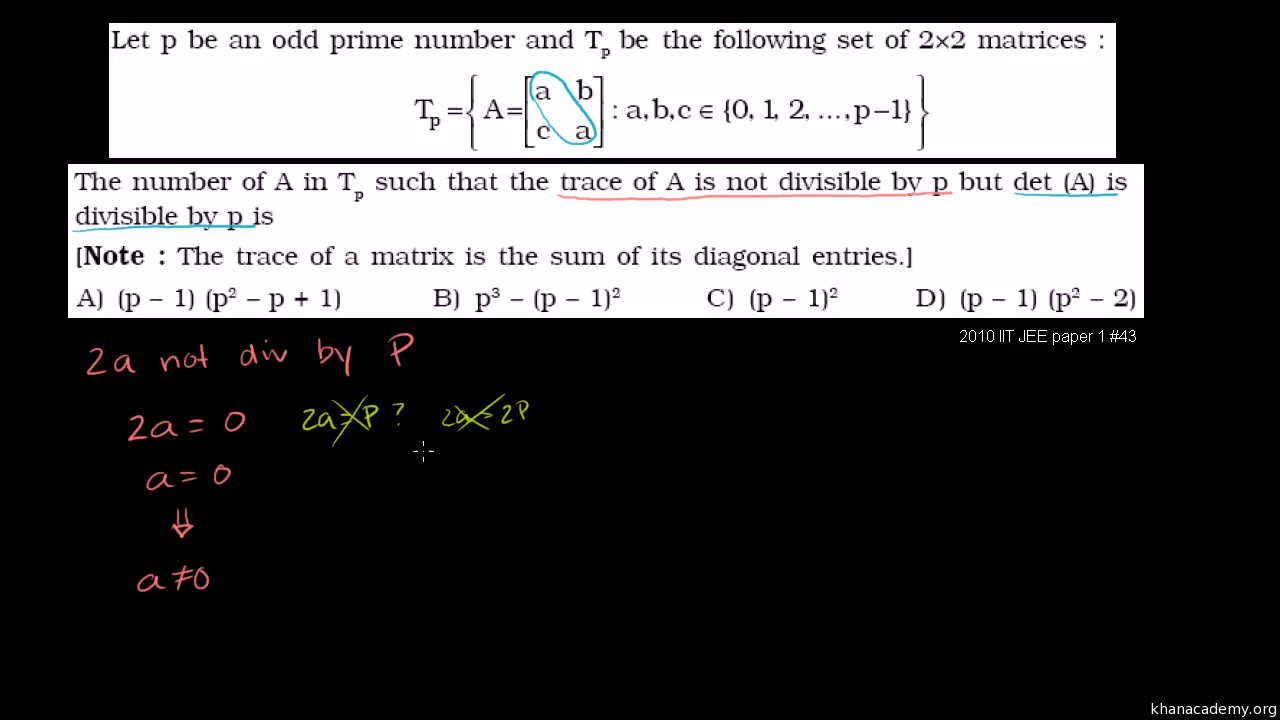 Let p be an odd prime number and Tp be the following set of 2×2 matrices :
Tp = { A = [ a b
c a ] : a, b, c ∈ {0, 1, 2, ..., p−1} }
The number of A in Tp such that the trace of A is not divisible by p but det (A) is
divisible by p is
[Note : The trace of a matrix is the sum of its diagonal entries.]
A) (p − 1) (p² − p + 1) B) p³ − (p − 1)² C) (p − 1)² D) (p − 1) (p² − 2)
2010 IIT JEE paper 1 #43
2a not div by P
2a = 0 2a = P ? 2a = 2P
a = 0
⇓
a ≠ 0
khanacademy.org